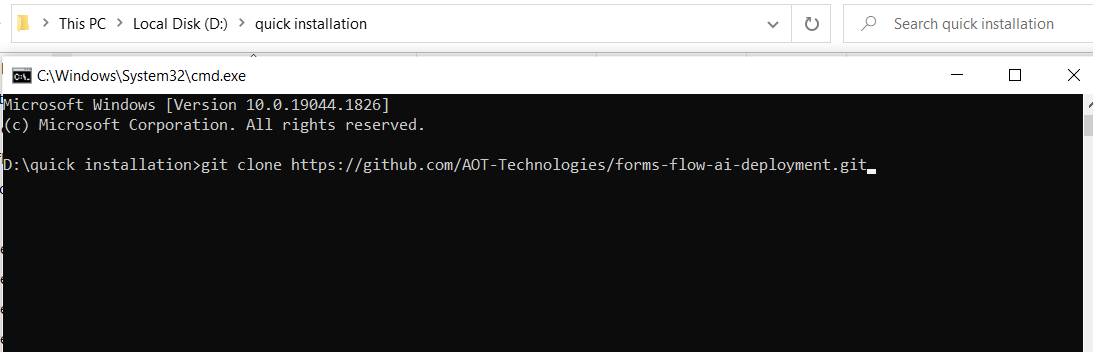 This PC > Local Disk (D:) > quick installation
Search quick installation
C:\Windows\System32\cmd.exe
Microsoft Windows [Version 10.0.19044.1826]
(c) Microsoft Corporation. All rights reserved.
D:\quick installation>git clone https://github.com/AOT-Technologies/forms-flow-ai-deployment.git